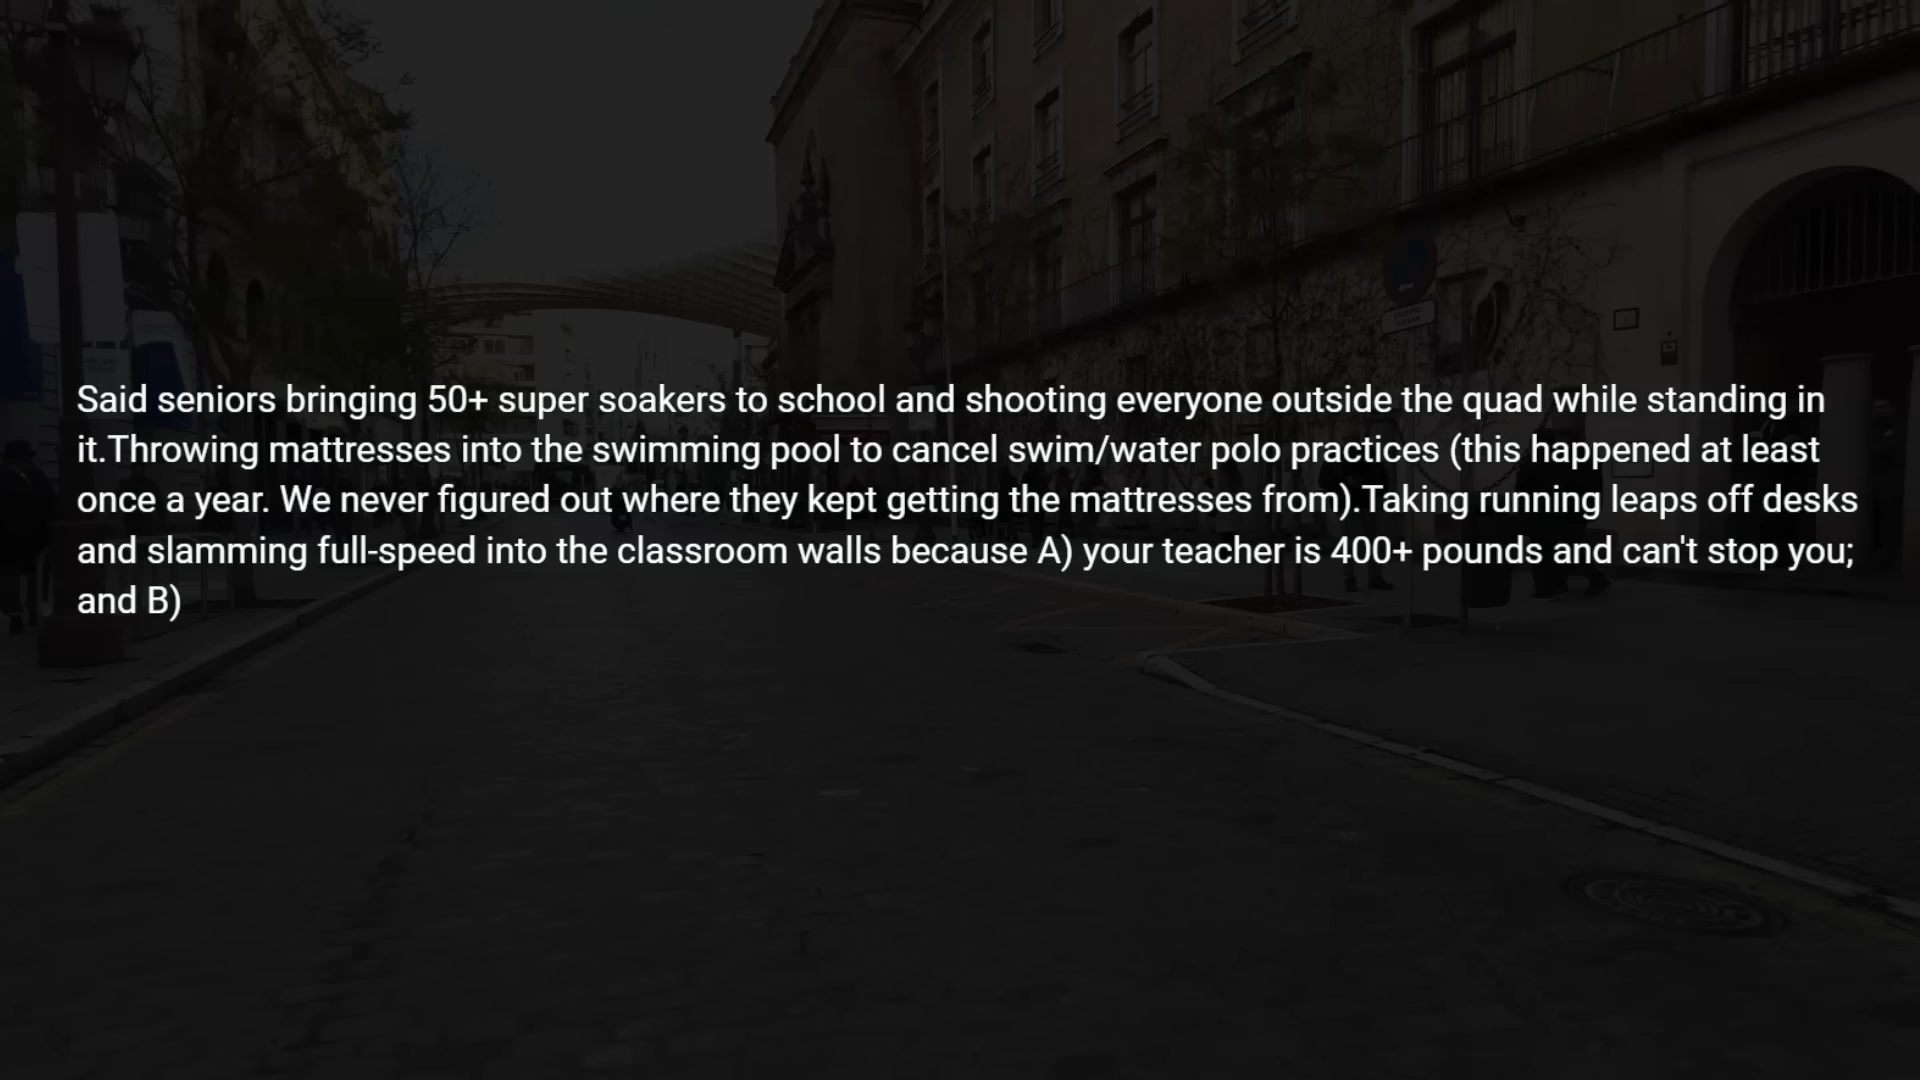 Said seniors bringing 50+ super soakers to school and shooting everyone outside the quad while standing in
it.Throwing mattresses into the swimming pool to cancel swim/water polo practices (this happened at least
once a year. We never figured out where they kept getting the mattresses from).Taking running leaps off desks
and slamming full-speed into the classroom walls because A) your teacher is 400+ pounds and can't stop you;
and B)